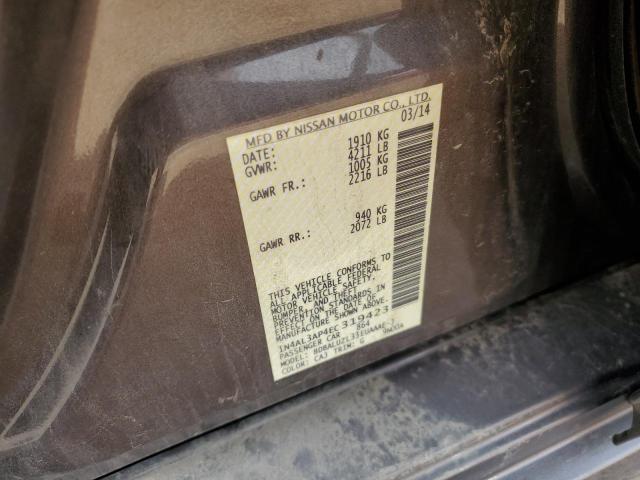 MFD BY NISSAN MOTOR CO., LTD.
DATE: 03/14
GVWR: 1910 KG
4211 LB
GAWR FR.: 1005 KG
2216 LB
GAWR RR.: 940 KG
2072 LB
THIS VEHICLE CONFORMS TO
ALL APPLICABLE FEDERAL
MOTOR VEHICLE SAFETY,
BUMPER, AND THEFT
PREVENTION STANDARDS IN
EFFECT ON THE DATE OF
MANUFACTURE SHOWN ABOVE.
1N4AL3AP4EC319423
PASSENGER CAR 864
MODEL:
COLOR: CAJ TRIM: G